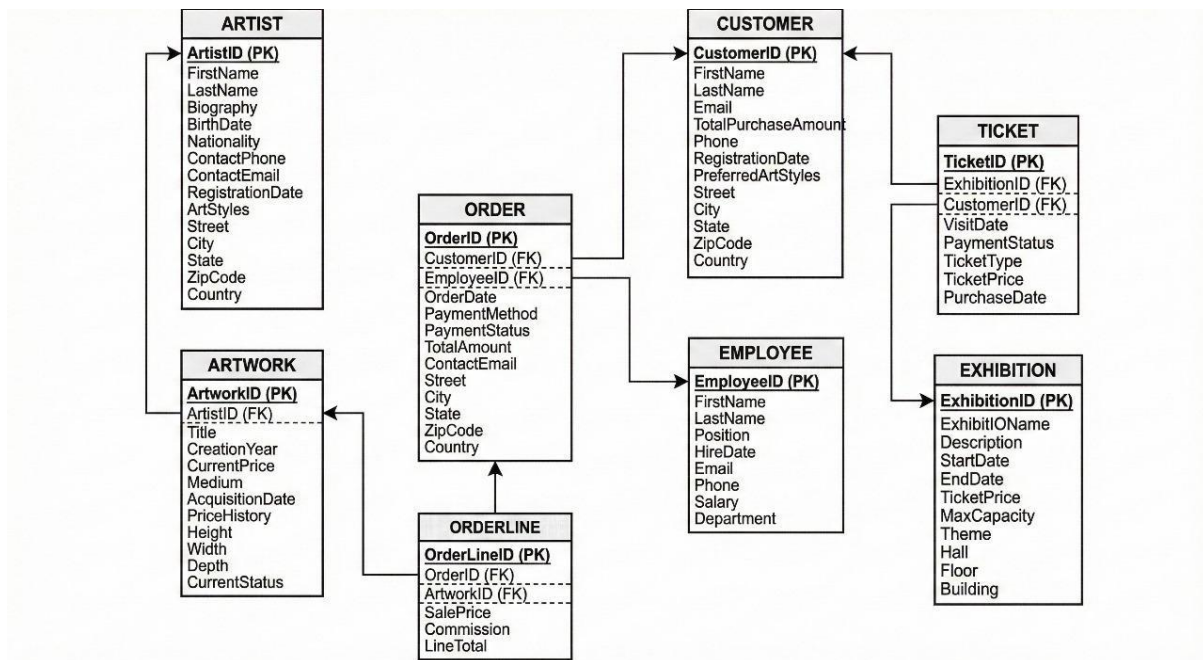 ARTIST
ArtistID (PK)
FirstName
LastName
Biography
BirthDate
Nationality
ContactPhone
ContactEmail
RegistrationDate
ArtStyles
Street
City
State
ZipCode
Country
ARTWORK
ArtworkID (PK)
ArtistID (FK)
Title
CreationYear
CurrentPrice
Medium
AcquisitionDate
PriceHistory
Height
Width
Depth
CurrentStatus
ORDER
OrderID (PK)
CustomerID (FK)
EmployeeID (FK)
OrderDate
PaymentMethod
PaymentStatus
TotalAmount
ContactEmail
Street
City
State
ZipCode
Country
ORDERLINE
OrderLineID (PK)
OrderID (FK)
ArtworkID (FK)
SalePrice
Commission
LineTotal
CUSTOMER
CustomerID (PK)
FirstName
LastName
Email
TotalPurchaseAmount
Phone
RegistrationDate
PreferredArtStyles
Street
City
State
ZipCode
Country
EMPLOYEE
EmployeeID (PK)
FirstName
LastName
Position
HireDate
Email
Phone
Salary
Department
TICKET
TicketID (PK)
ExhibitionID (FK)
CustomerID (FK)
VisitDate
PaymentStatus
TicketType
TicketPrice
PurchaseDate
EXHIBITION
ExhibitionID (PK)
ExhibitIOName
Description
StartDate
EndDate
TicketPrice
MaxCapacity
Theme
Hall
Floor
Building